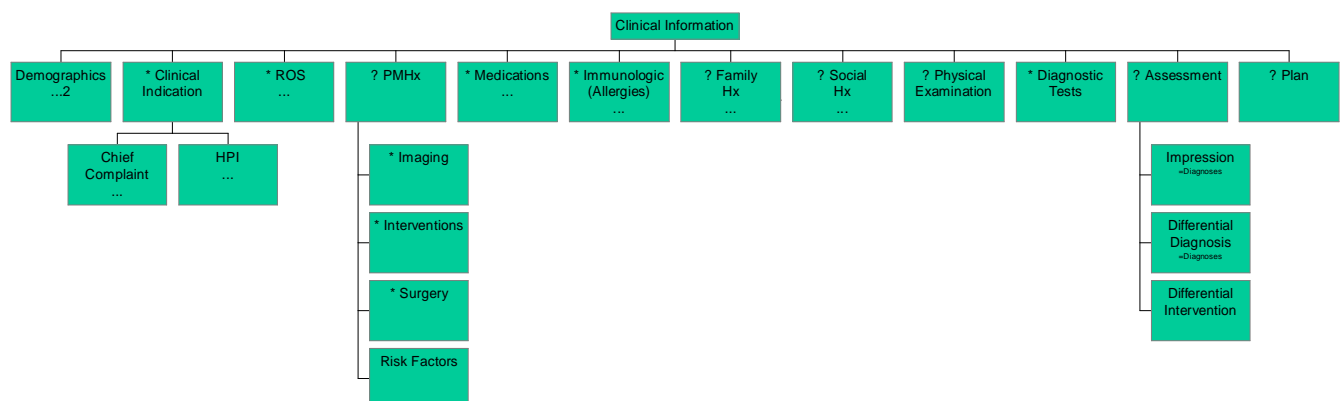 Clinical Information
Demographics
...2
* Clinical
Indication
* ROS
...
? PMHx
* Medications
...
* Immunologic
(Allergies)
...
? Family
Hx
...
? Social
Hx
...
? Physical
Examination
* Diagnostic
Tests
? Assessment
? Plan
Chief
Complaint
...
HPI
...
* Imaging
* Interventions
* Surgery
Risk Factors
Impression
=Diagnoses
Differential
Diagnosis
=Diagnoses
Differential
Intervention